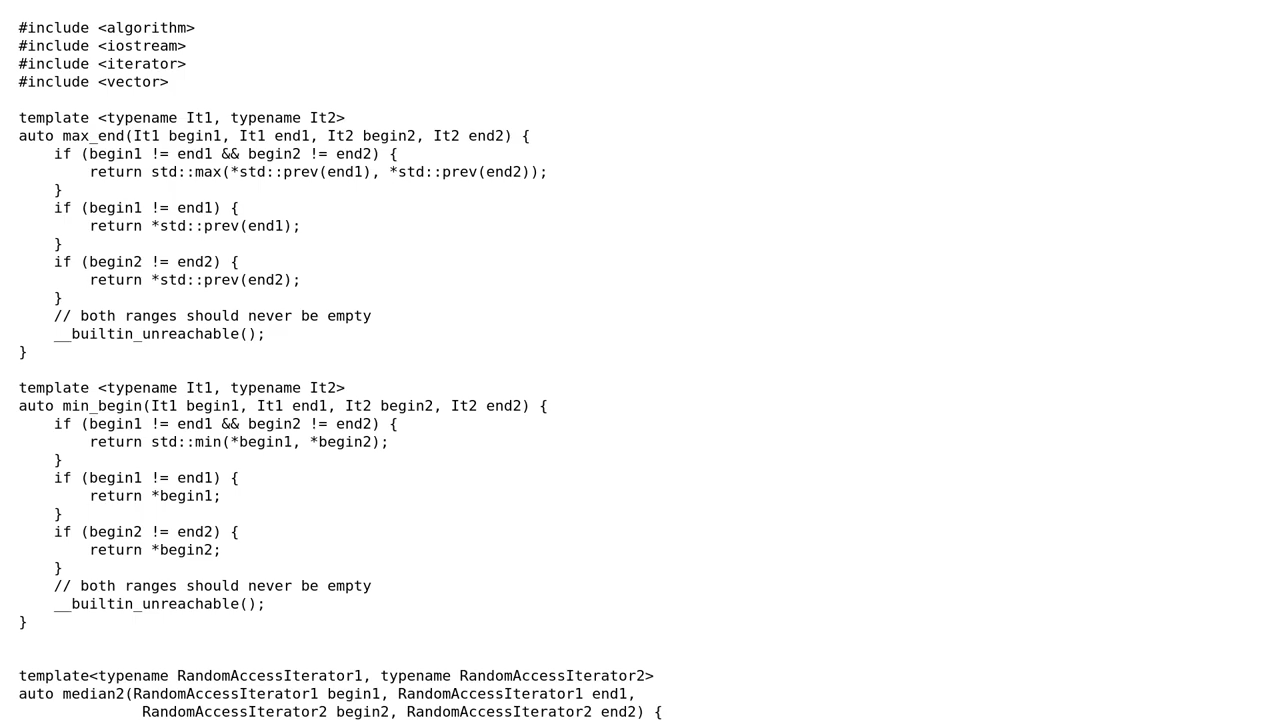 #include <algorithm>
#include <iostream>
#include <iterator>
#include <vector>

template <typename It1, typename It2>
auto max_end(It1 begin1, It1 end1, It2 begin2, It2 end2) {
    if (begin1 != end1 && begin2 != end2) {
        return std::max(*std::prev(end1), *std::prev(end2));
    }
    if (begin1 != end1) {
        return *std::prev(end1);
    }
    if (begin2 != end2) {
        return *std::prev(end2);
    }
    // both ranges should never be empty
    __builtin_unreachable();
}

template <typename It1, typename It2>
auto min_begin(It1 begin1, It1 end1, It2 begin2, It2 end2) {
    if (begin1 != end1 && begin2 != end2) {
        return std::min(*begin1, *begin2);
    }
    if (begin1 != end1) {
        return *begin1;
    }
    if (begin2 != end2) {
        return *begin2;
    }
    // both ranges should never be empty
    __builtin_unreachable();
}


template<typename RandomAccessIterator1, typename RandomAccessIterator2>
auto median2(RandomAccessIterator1 begin1, RandomAccessIterator1 end1,
              RandomAccessIterator2 begin2, RandomAccessIterator2 end2) {